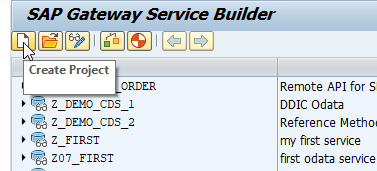 SAP Gateway Service Builder
Create Project
_ORDER Remote API for S
Z_DEMO_CDS_1 DDIC Odata
Z_DEMO_CDS_2 Reference Method
Z_FIRST my first service
Z07_FIRST first odata service